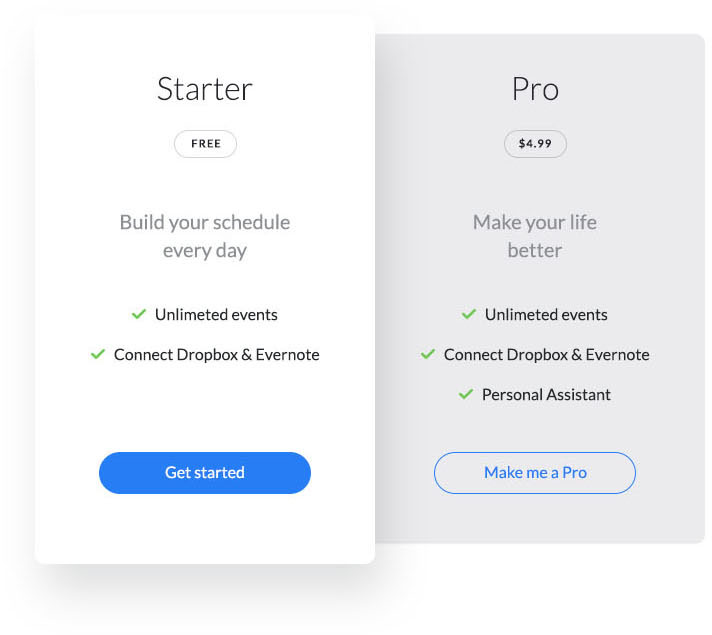 Starter
FREE
Build your schedule
every day
Unlimeted events
Connect Dropbox & Evernote
Get started
Pro
$4.99
Make your life
better
Unlimeted events
Connect Dropbox & Evernote
Personal Assistant
Make me a Pro